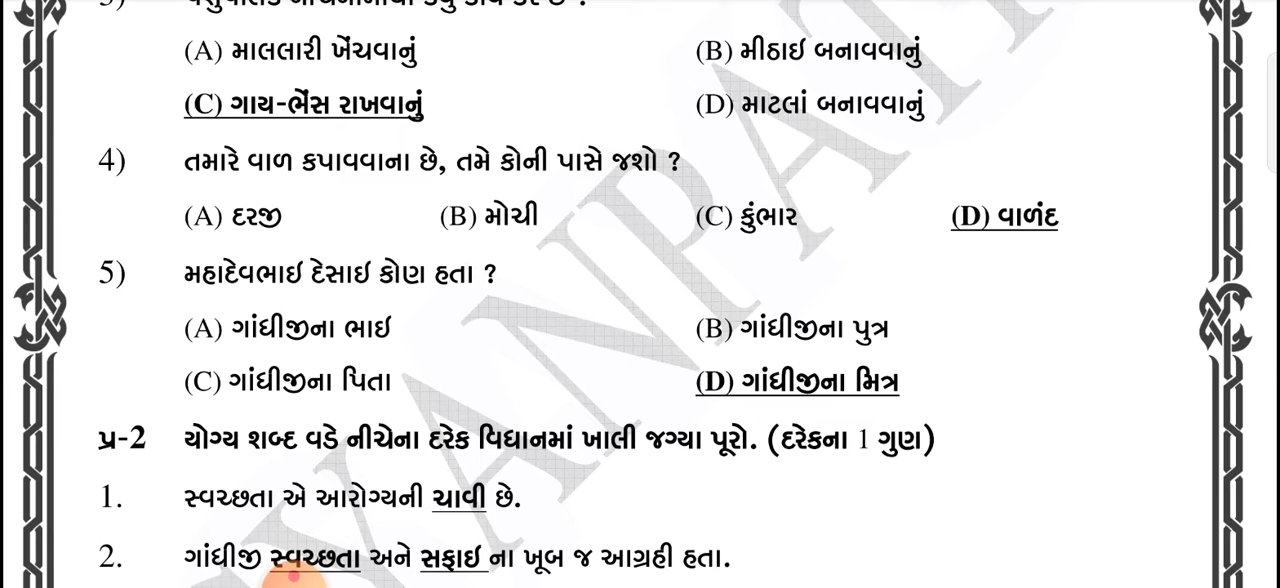 (A) માલલારી ખેંચવાનું (B) મીઠાઈ બનાવવાનું
(C) ગાય-ભેંસ રાખવાનું (D) માટલાં બનાવવાનું
4) તમારે વાળ કપાવવાના છે, તમે કોની પાસે જશો ?
(A) દરજી (B) મોચી (C) કુંભાર (D) વાળંદ
5) મહાદેવભાઈ દેસાઈ કોણ હતા ?
(A) ગાંધીજીના ભાઈ (B) ગાંધીજીના પુત્ર
(C) ગાંધીજીના પિતા (D) ગાંધીજીના મિત્ર
પ્ર-2 યોગ્ય શબ્દ વડે નીચેના દરેક વિધાનમાં ખાલી જગ્યા પૂરો. (દરેકના 1 ગુણ)
1. સ્વચ્છતા એ આરોગ્યની ચાવી છે.
2. ગાંધીજી સ્વચ્છતા અને સફાઈ ના ખૂબ જ આગ્રહી હતા.